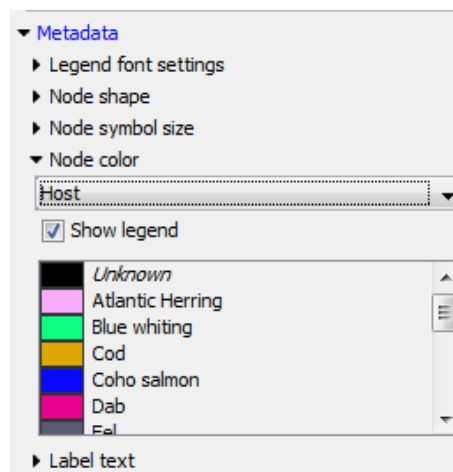 Metadata
Legend font settings
Node shape
Node symbol size
Node color
Host
Show legend
Unknown
Atlantic Herring
Blue whiting
Cod
Coho salmon
Dab
Eel
Label text